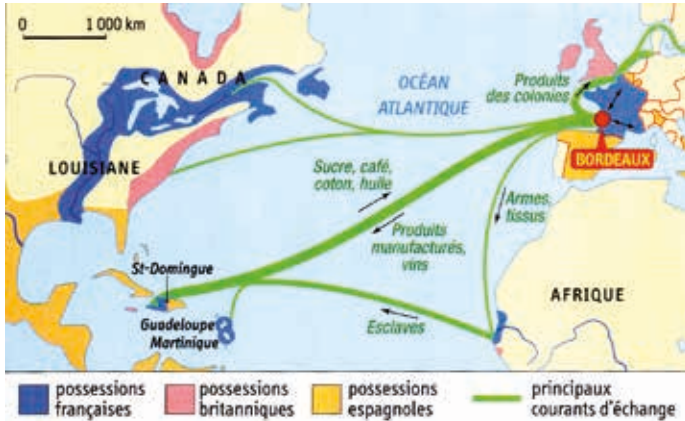 0 1 000 km
CANADA
OCÉAN
ATLANTIQUE
Produits
des colonies
LOUISIANE
BORDEAUX
Sucre, café,
coton, huile
Armes,
tissus
Produits
manufacturés,
vins
St-Domingue
AFRIQUE
Guadeloupe
Martinique
Esclaves
possessions
françaises
possessions
britanniques
possessions
espagnoles
principaux
courants d'échange